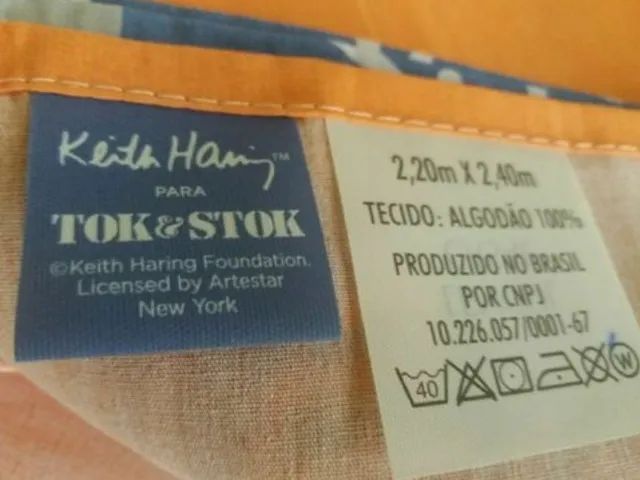 Keith Haring™
PARA
TOK & STOK
©Keith Haring Foundation.
Licensed by Artestar
New York
2,20m X 2,40m
TECIDO: ALGODÃO 100%
PRODUZIDO NO BRASIL
POR CNPJ
10.226.057/0001-67
40
W